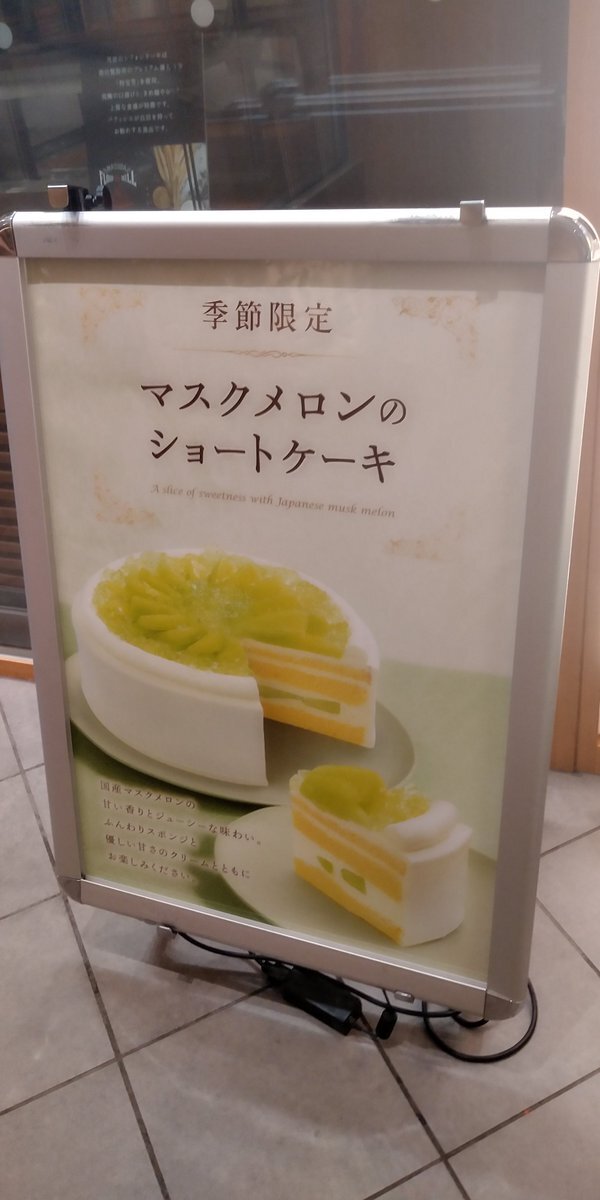 季節限定
マスクメロンの
ショートケーキ
A slice of sweetness with Japanese musk melon
国産マスクメロンの
甘い香りとジューシーな味わい。
ふんわりスポンジと
優しい甘さのクリームとともに
お楽しみください。